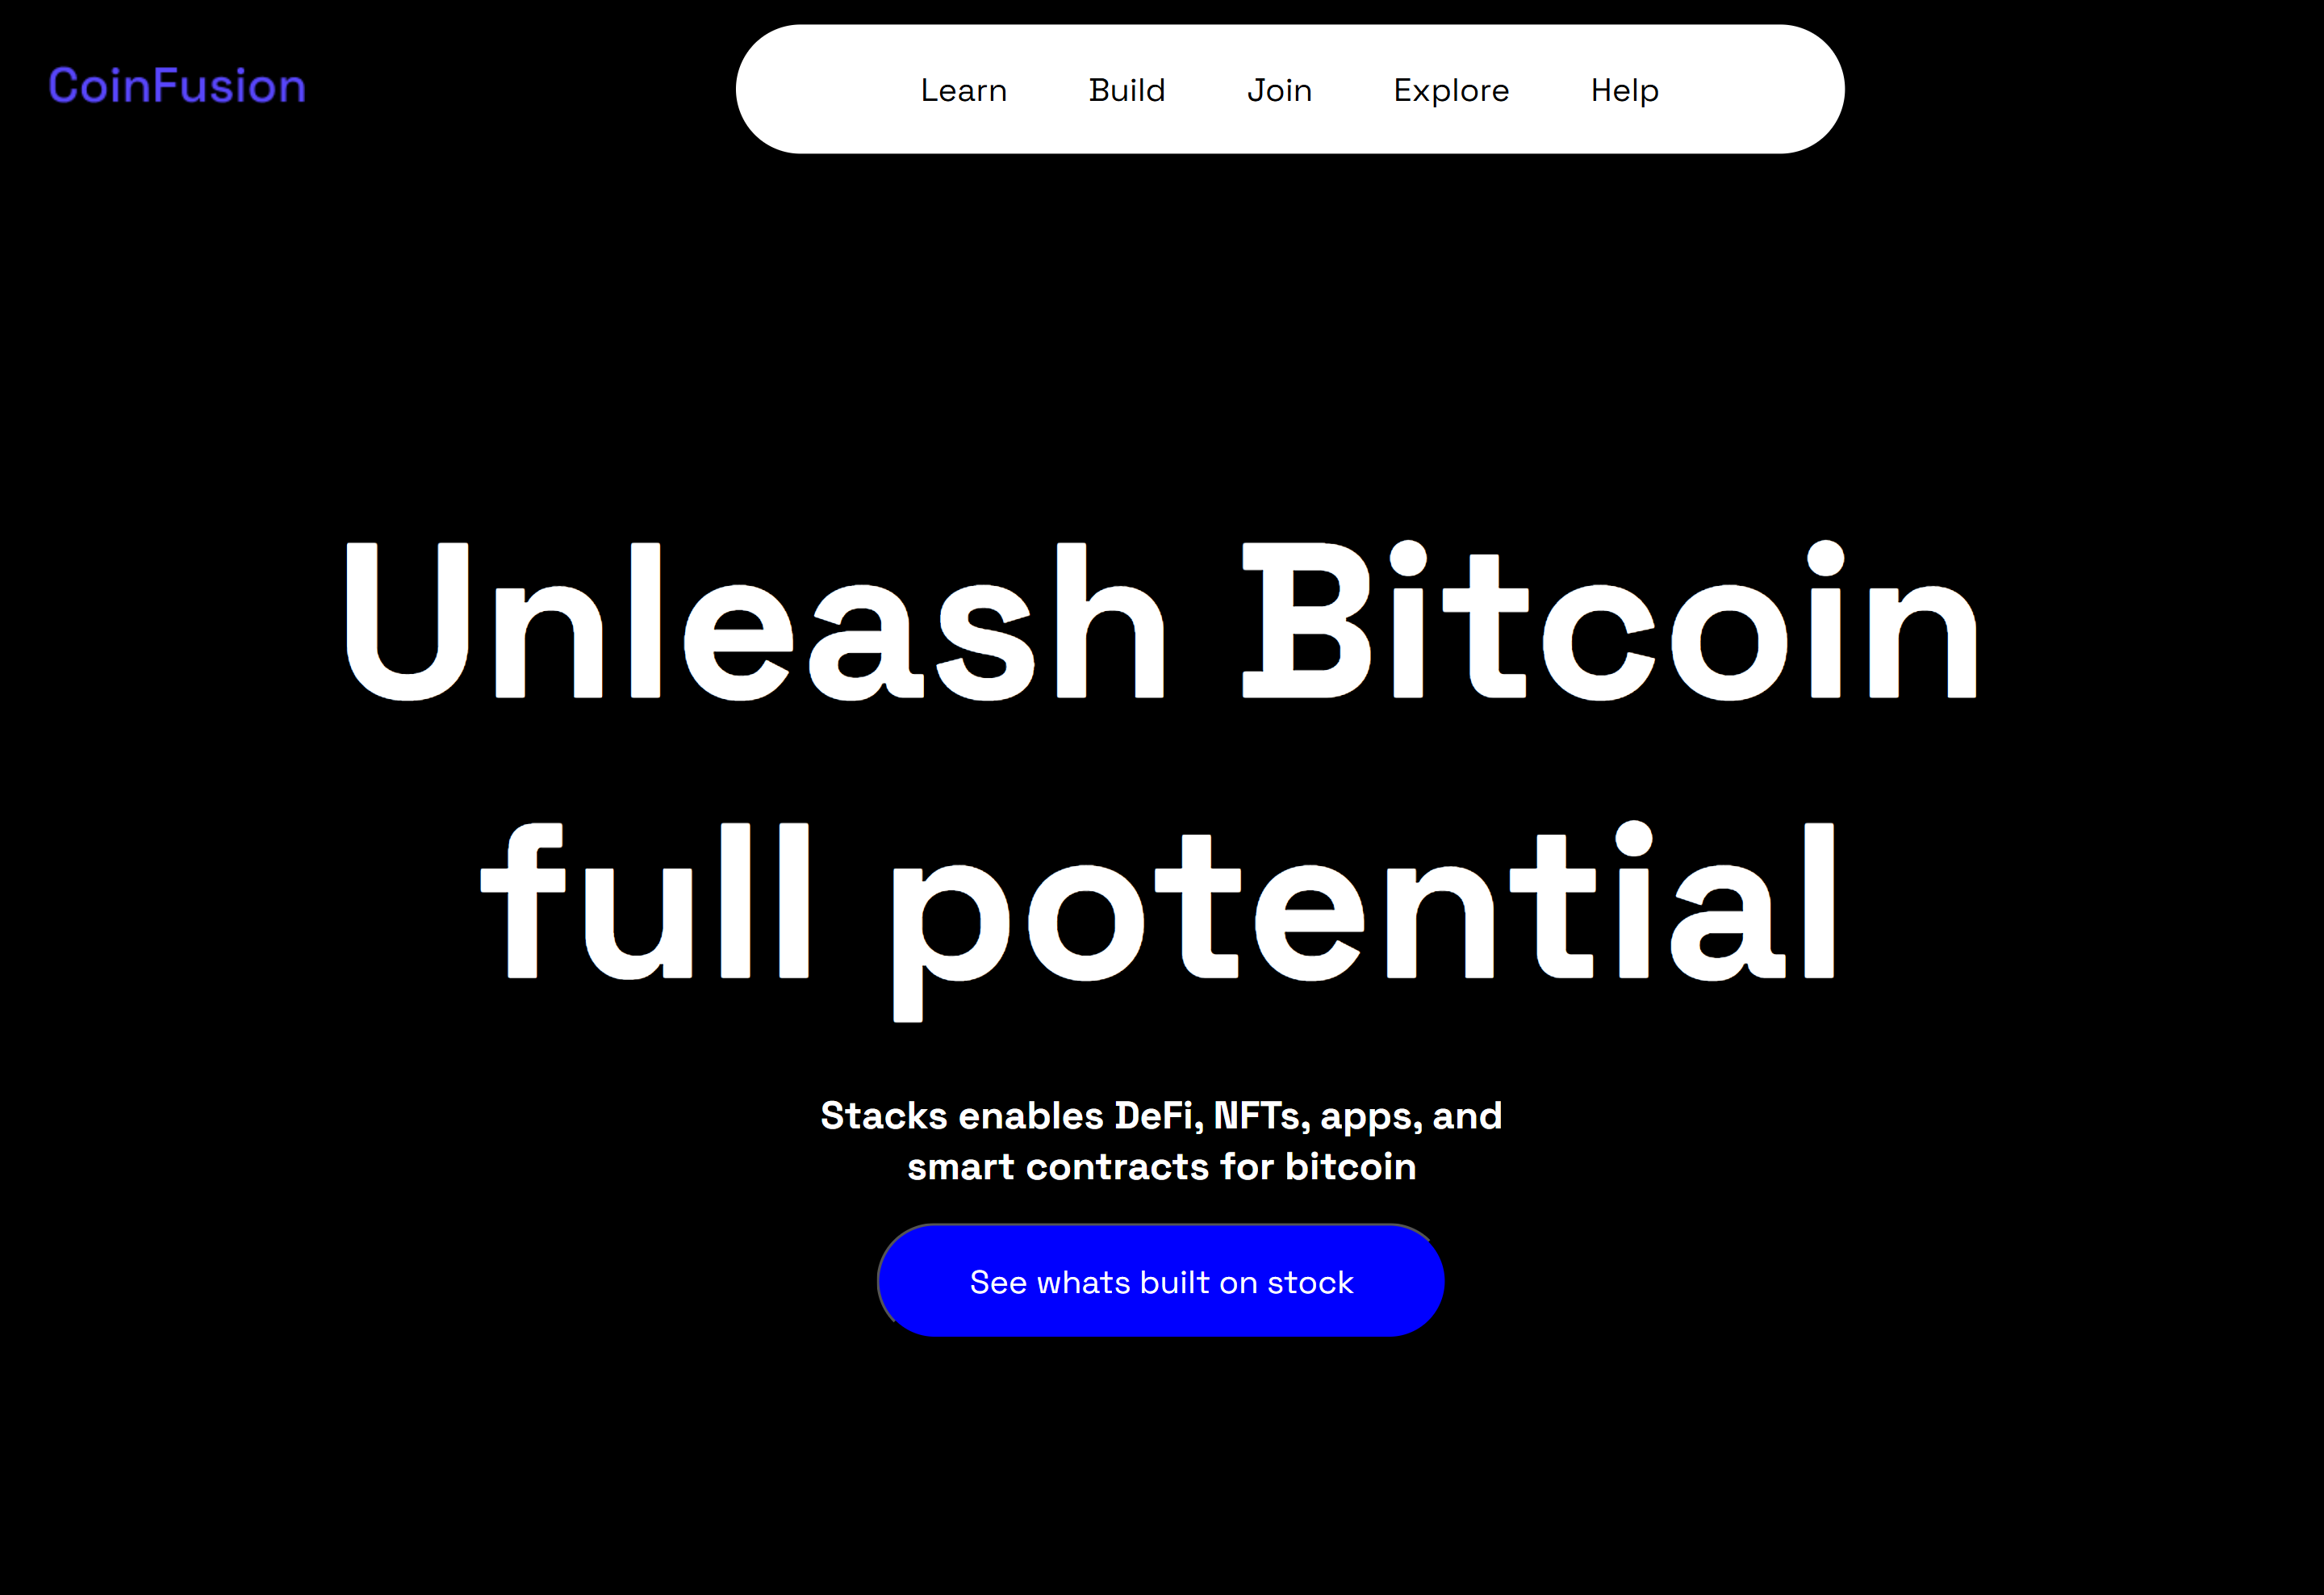 CoinFusion
Learn Build Join Explore Help
Unleash Bitcoin
full potential
Stacks enables DeFi, NFTs, apps, and
smart contracts for bitcoin
See whats built on stock